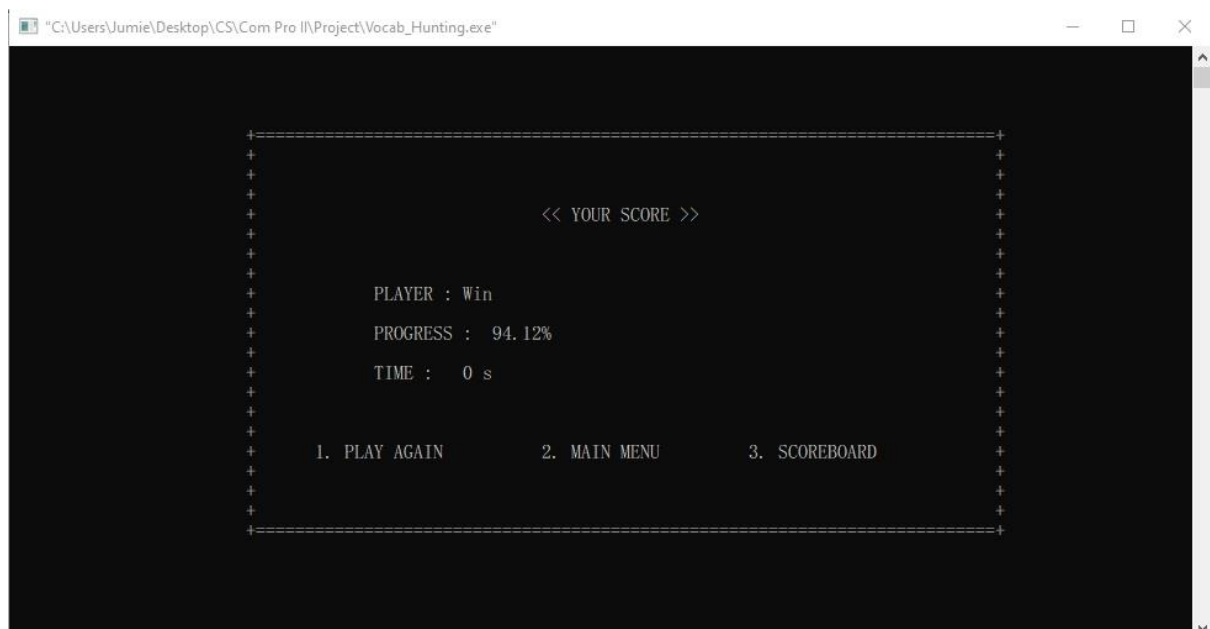 "C:\Users\Jumie\Desktop\CS\Com Pro II\Project\Vocab_Hunting.exe"
<< YOUR SCORE >>
PLAYER : Win
PROGRESS : 94.12%
TIME : 0 s
1. PLAY AGAIN 2. MAIN MENU 3. SCOREBOARD